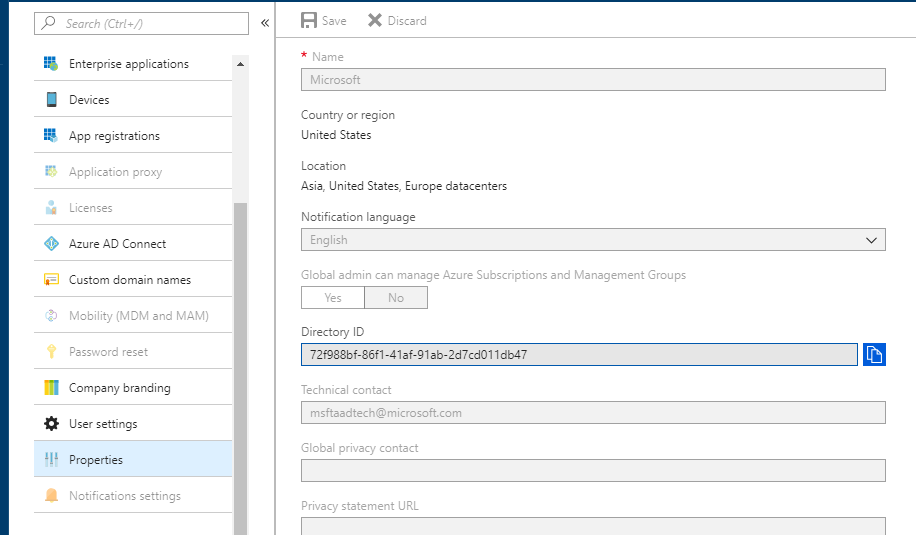 Search (Ctrl+/)
«
Enterprise applications
Devices
App registrations
Application proxy
Licenses
Azure AD Connect
Custom domain names
Mobility (MDM and MAM)
Password reset
Company branding
User settings
Properties
Notifications settings
Save
Discard
* Name
Microsoft
Country or region
United States
Location
Asia, United States, Europe datacenters
Notification language
English
Global admin can manage Azure Subscriptions and Management Groups
Yes No
Directory ID
72f988bf-86f1-41af-91ab-2d7cd011db47
Technical contact
msftaadtech@microsoft.com
Global privacy contact
Privacy statement URL